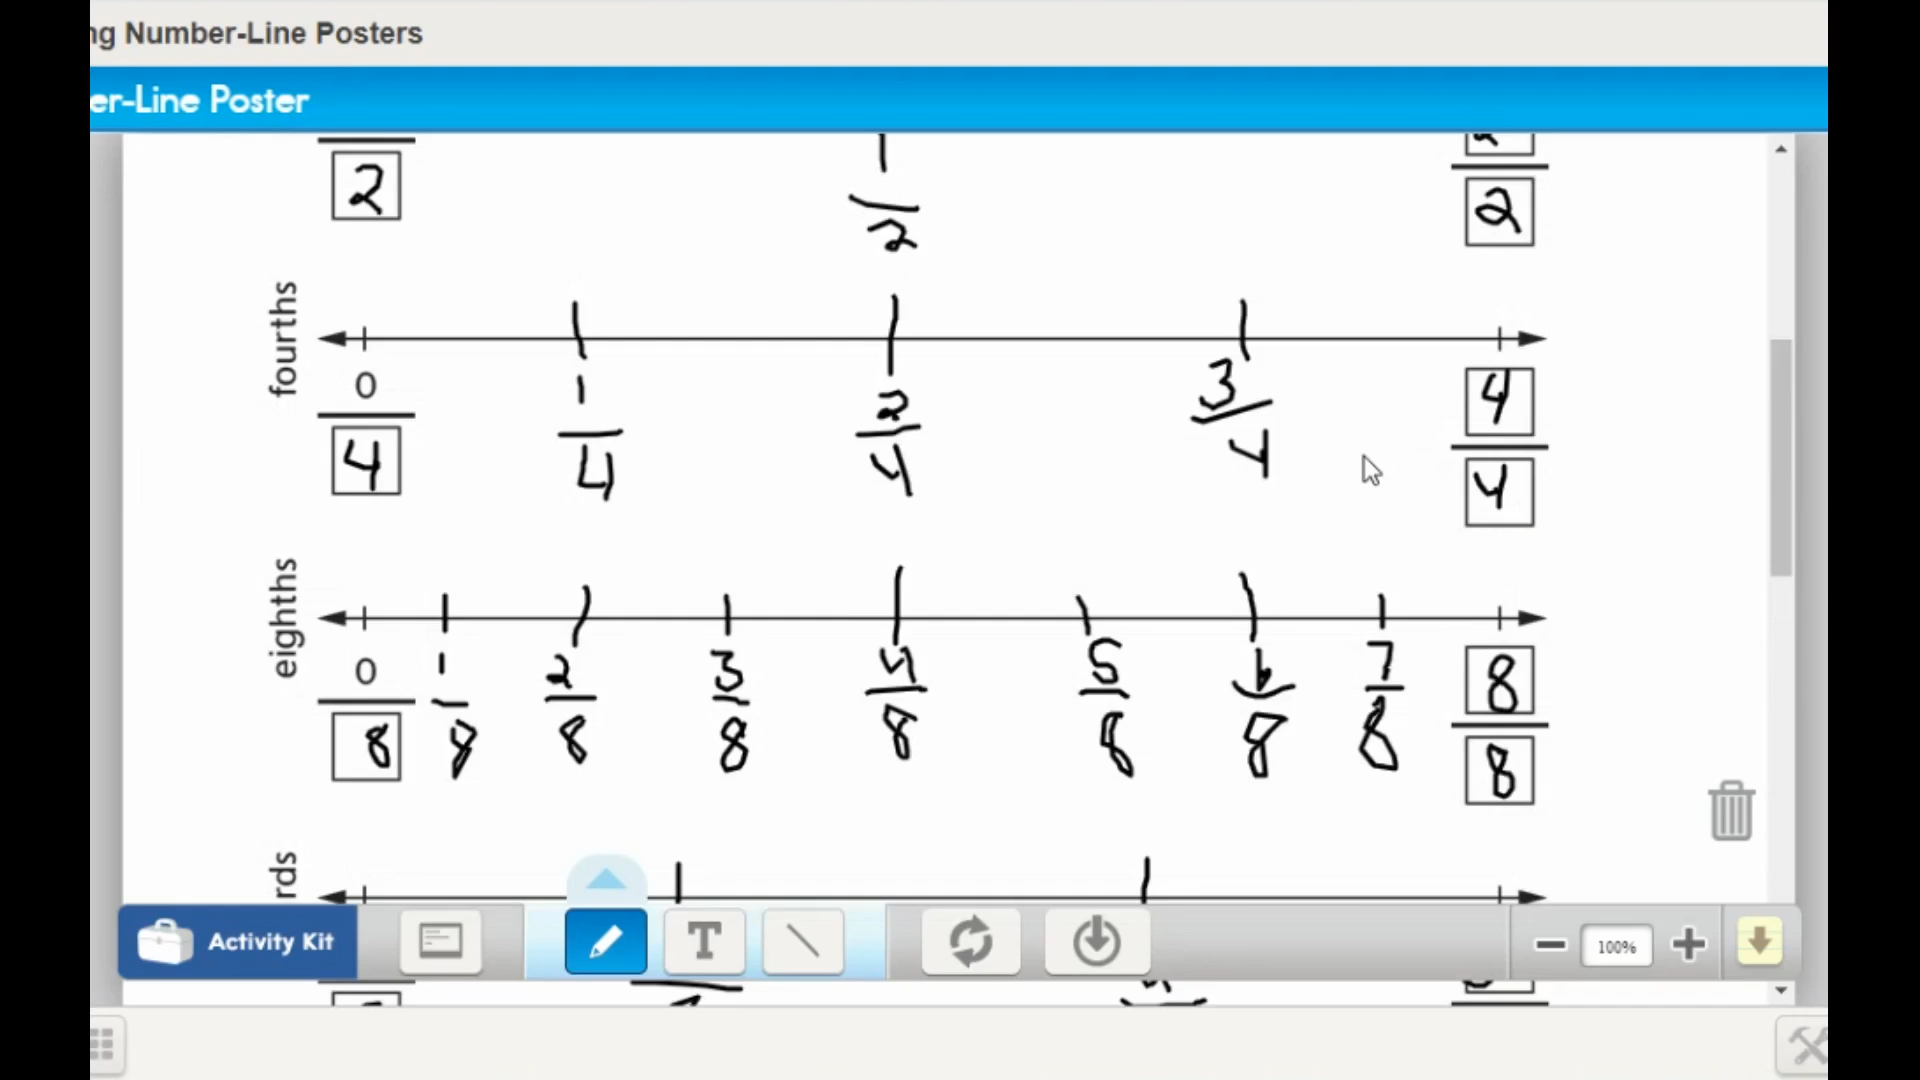 ng Number-Line Posters
er-Line Poster
2
1/2
2
fourths
0/4 1/4 2/4 3/4 4/4
eighths
0/8 1/8 2/8 3/8 4/8 5/8 6/8 7/8 8/8
rds
Activity Kit T 100%